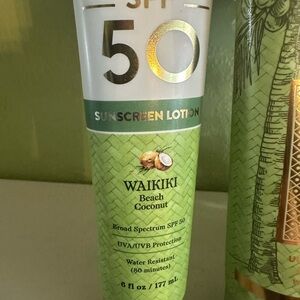 SPF
50
SUNSCREEN LOTION
WAIKIKI
Beach
Coconut
Broad Spectrum SPF 50
UVA/UVB Protection
Water Resistant
(80 minutes)
6 fl oz / 177 mL